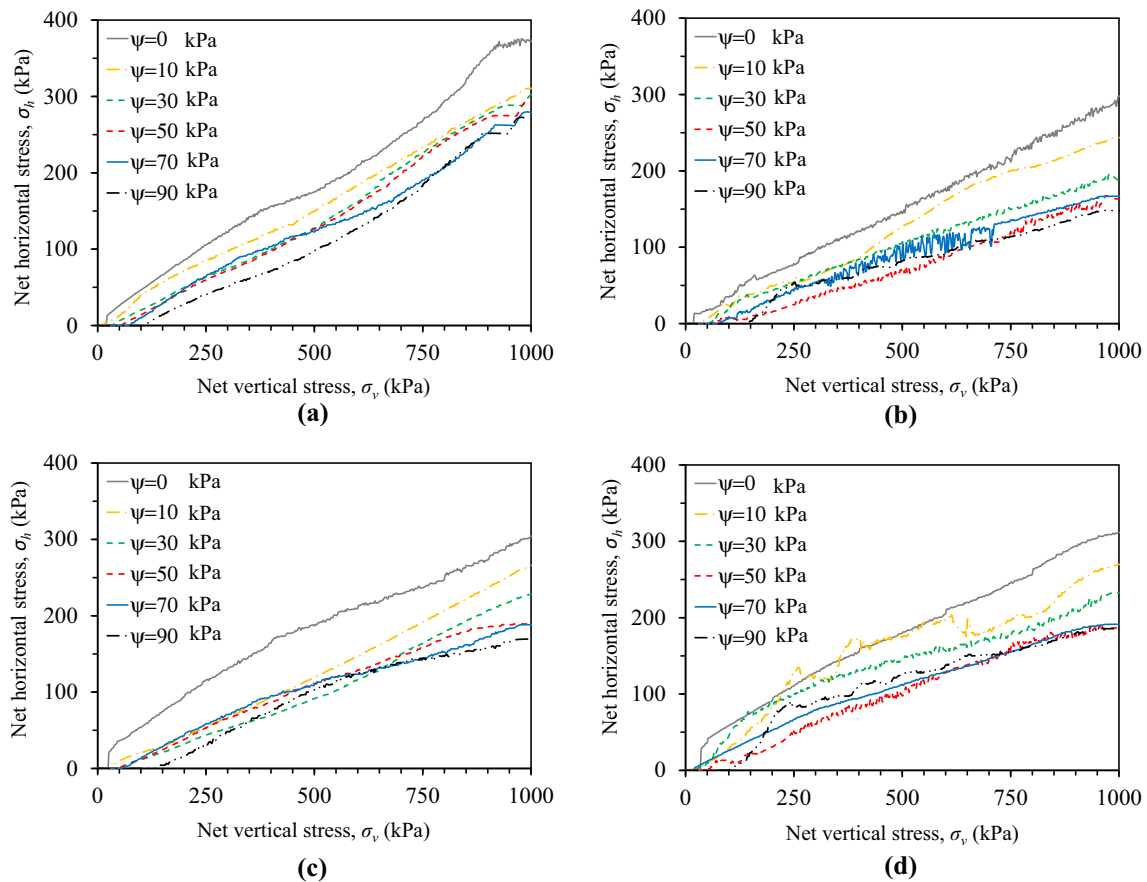 400
300
200
100
0
Net horizontal stress, σh (kPa)
ψ=0 kPa
ψ=10 kPa
ψ=30 kPa
ψ=50 kPa
ψ=70 kPa
ψ=90 kPa
0 250 500 750 1000
Net vertical stress, σv (kPa)
(a)
400
300
200
100
0
Net horizontal stress, σh (kPa)
ψ=0 kPa
ψ=10 kPa
ψ=30 kPa
ψ=50 kPa
ψ=70 kPa
ψ=90 kPa
0 250 500 750 1000
Net vertical stress, σv (kPa)
(b)
400
300
200
100
0
Net horizontal stress, σh (kPa)
ψ=0 kPa
ψ=10 kPa
ψ=30 kPa
ψ=50 kPa
ψ=70 kPa
ψ=90 kPa
0 250 500 750 1000
Net vertical stress, σv (kPa)
(c)
400
300
200
100
0
Net horizontal stress, σh (kPa)
ψ=0 kPa
ψ=10 kPa
ψ=30 kPa
ψ=50 kPa
ψ=70 kPa
ψ=90 kPa
0 250 500 750 1000
Net vertical stress, σv (kPa)
(d)